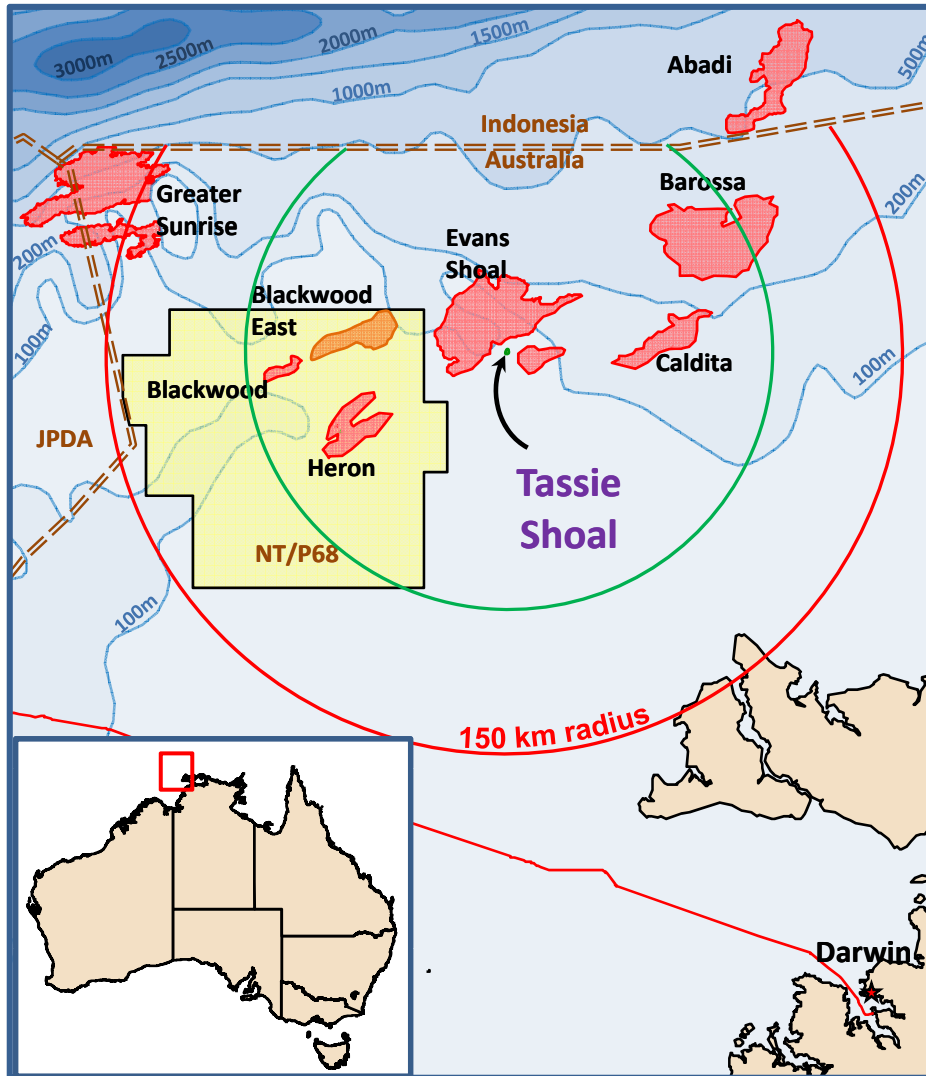 3000m
2500m
2000m
1500m
1000m
500m
Abadi
Indonesia
Australia
Greater
Sunrise
Barossa
200m
200m
Evans
Shoal
Blackwood
East
100m
Caldita
100m
Blackwood
JPDA
Heron
Tassie
Shoal
NT/P68
100m
150 km radius
Darwin